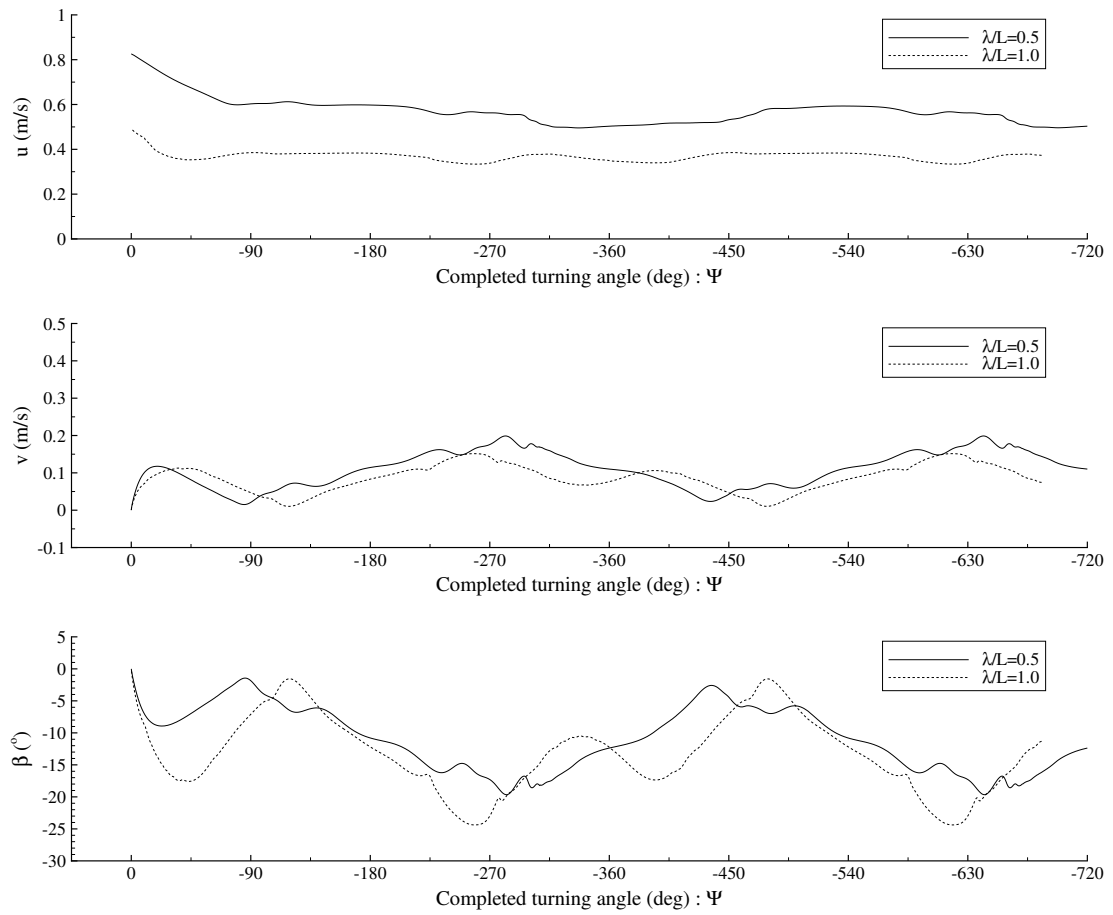 1
0.8
0.6
0.4
0.2
0
u (m/s)
λ/L=0.5
λ/L=1.0
0 -90 -180 -270 -360 -450 -540 -630 -720
Completed turning angle (deg) : Ψ
0.5
0.4
0.3
0.2
0.1
0
-0.1
v (m/s)
λ/L=0.5
λ/L=1.0
0 -90 -180 -270 -360 -450 -540 -630 -720
Completed turning angle (deg) : Ψ
5
0
-5
-10
-15
-20
-25
-30
β (°)
λ/L=0.5
λ/L=1.0
0 -90 -180 -270 -360 -450 -540 -630 -720
Completed turning angle (deg) : Ψ